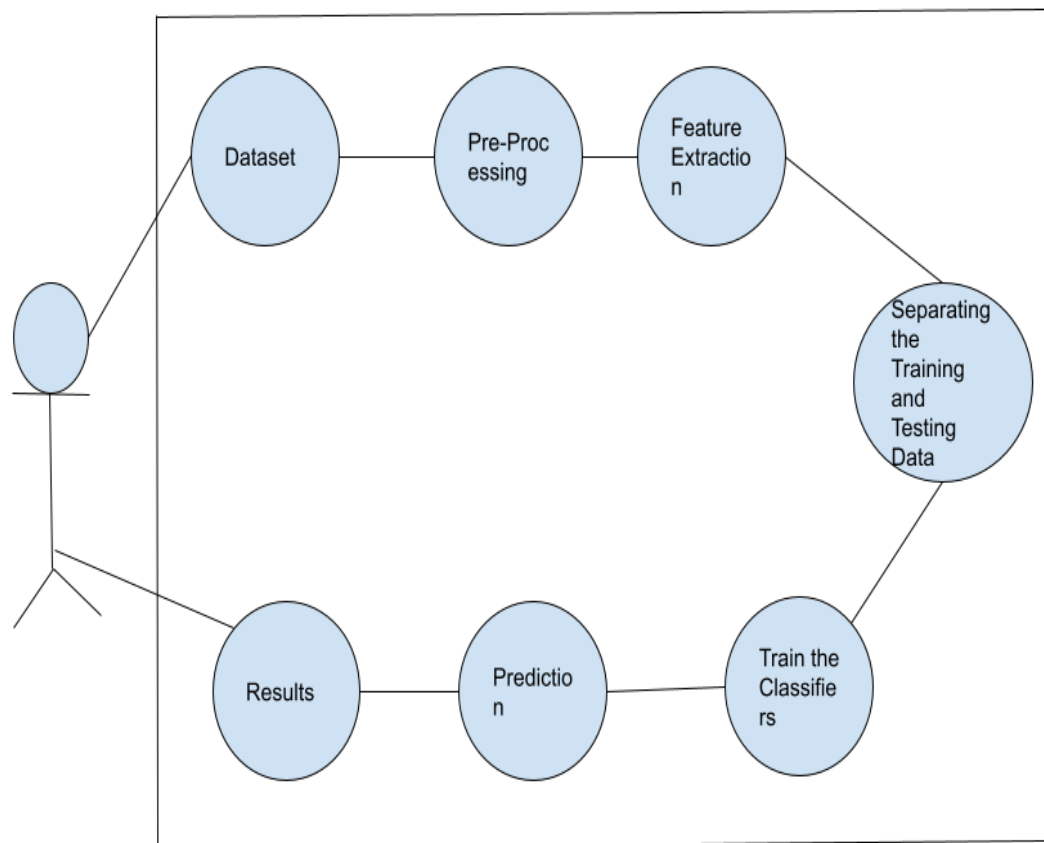 Dataset
Pre-Proc
essing
Feature
Extractio
n
Separating
the
Training
and
Testing
Data
Train the
Classifie
rs
Predictio
n
Results